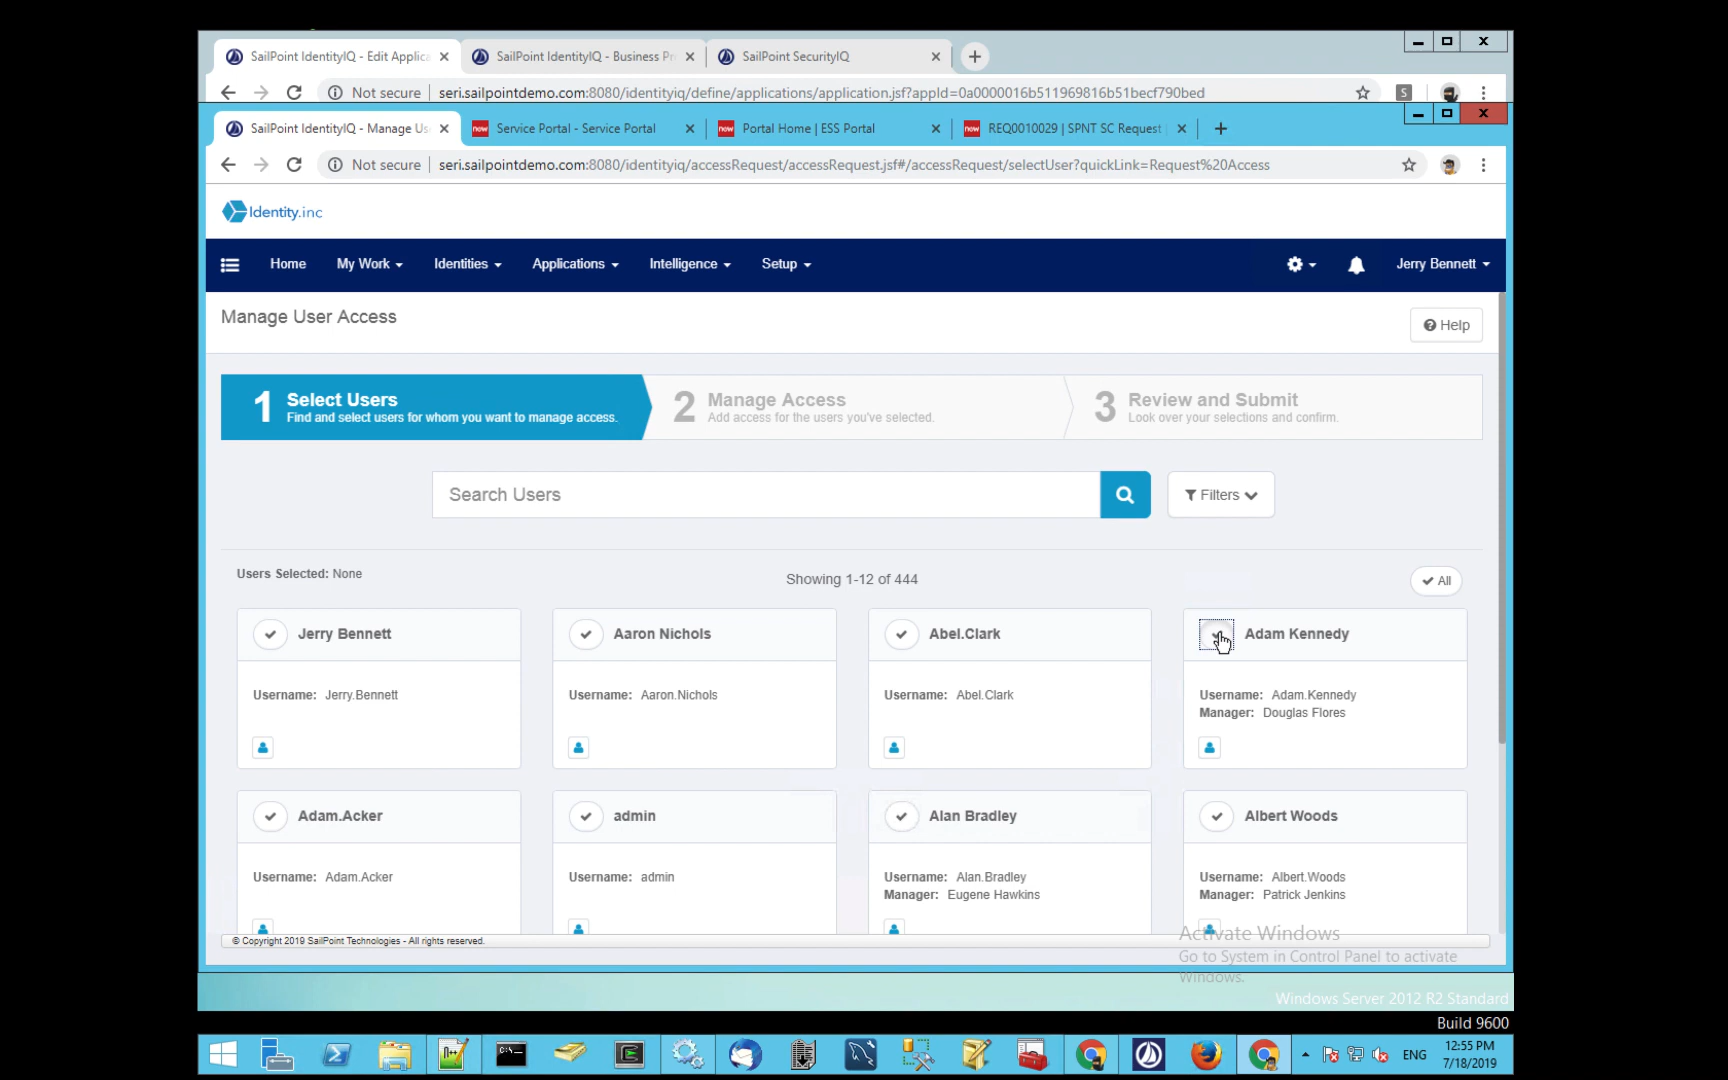 SailPoint IdentityIQ - Edit Applica
SailPoint IdentityIQ - Business Pr
SailPoint SecurityIQ
Not secure
seri.sailpointdemo.com:8080/identityiq/define/applications/application.jsf?appId=0a0000016b511969816b51becf790bed
S
SailPoint IdentityIQ - Manage Us
now Service Portal - Service Portal
now Portal Home | ESS Portal
now REQ0010029 | SPNT SC Request
Not secure
seri.sailpointdemo.com:8080/identityiq/accessRequest/accessRequest.jsf#/accessRequest/selectUser?quickLink=Request%20Access
Identity.inc
Home
My Work
Identities
Applications
Intelligence
Setup
Jerry Bennett
Manage User Access
Help
1 Select Users
Find and select users for whom you want to manage access.
2 Manage Access
Add access for the users you've selected.
3 Review and Submit
Look over your selections and confirm.
Search Users
Filters
Users Selected: None
Showing 1-12 of 444
All
Jerry Bennett
Username: Jerry.Bennett
Aaron Nichols
Username: Aaron.Nichols
Abel.Clark
Username: Abel.Clark
Adam Kennedy
Username: Adam.Kennedy
Manager: Douglas Flores
Adam.Acker
Username: Adam.Acker
admin
Username: admin
Alan Bradley
Username: Alan.Bradley
Manager: Eugene Hawkins
Albert Woods
Username: Albert.Woods
Manager: Patrick Jenkins
© Copyright 2019 SailPoint Technologies - All rights reserved.
Activate Windows
Go to System in Control Panel to activate
Windows.
Windows Server 2012 R2 Standard
Build 9600
ENG
12:55 PM
7/18/2019